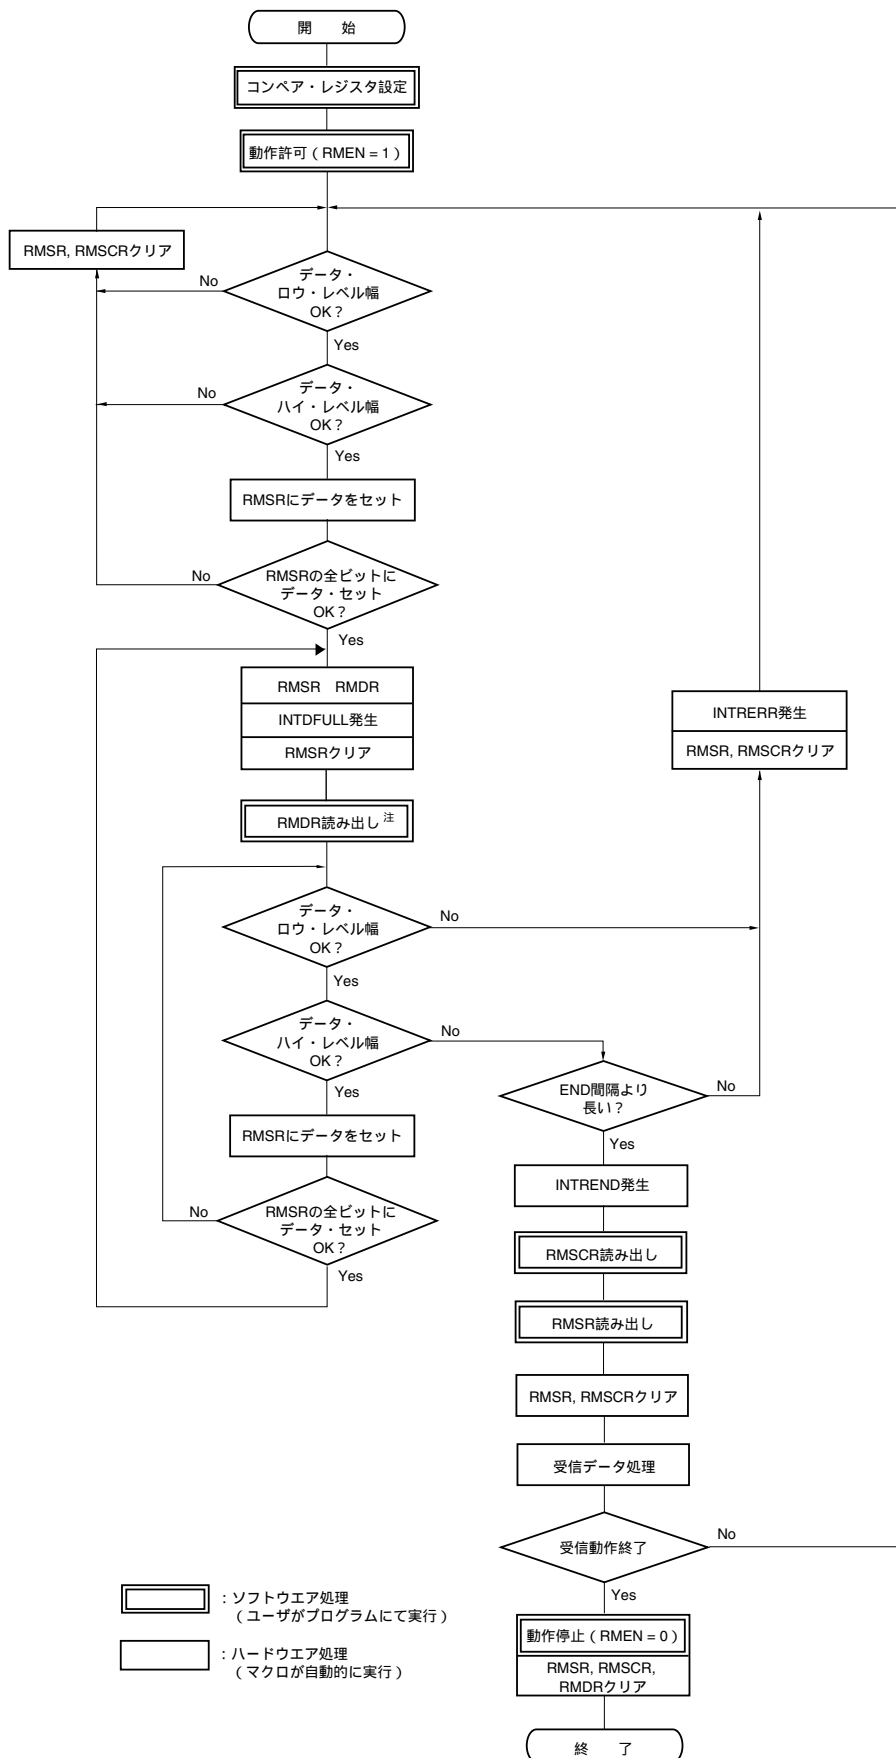 開 始
コンペア・レジスタ設定
動作許可（RMEN = 1）
RMSR, RMSCRクリア
No
データ・
ロウ・レベル幅
OK？
Yes
No
データ・
ハイ・レベル幅
OK？
Yes
RMSRにデータをセット
No
RMSRの全ビットに
データ・セット
OK？
Yes
RMSR RMDR
INTDFULL発生
RMSRクリア
INTRERR発生
RMSR, RMSCRクリア
RMDR読み出し 注
データ・
ロウ・レベル幅
OK？
No
Yes
データ・
ハイ・レベル幅
OK？
No
Yes
END間隔より
長い？
No
Yes
RMSRにデータをセット
INTREND発生
No
RMSRの全ビットに
データ・セット
OK？
Yes
RMSCR読み出し
RMSR読み出し
RMSR, RMSCRクリア
受信データ処理
受信動作終了
No
Yes
：ソフトウエア処理
（ユーザがプログラムにて実行）
：ハードウエア処理
（マクロが自動的に実行）
動作停止（RMEN = 0）
RMSR, RMSCR,
RMDRクリア
終 了